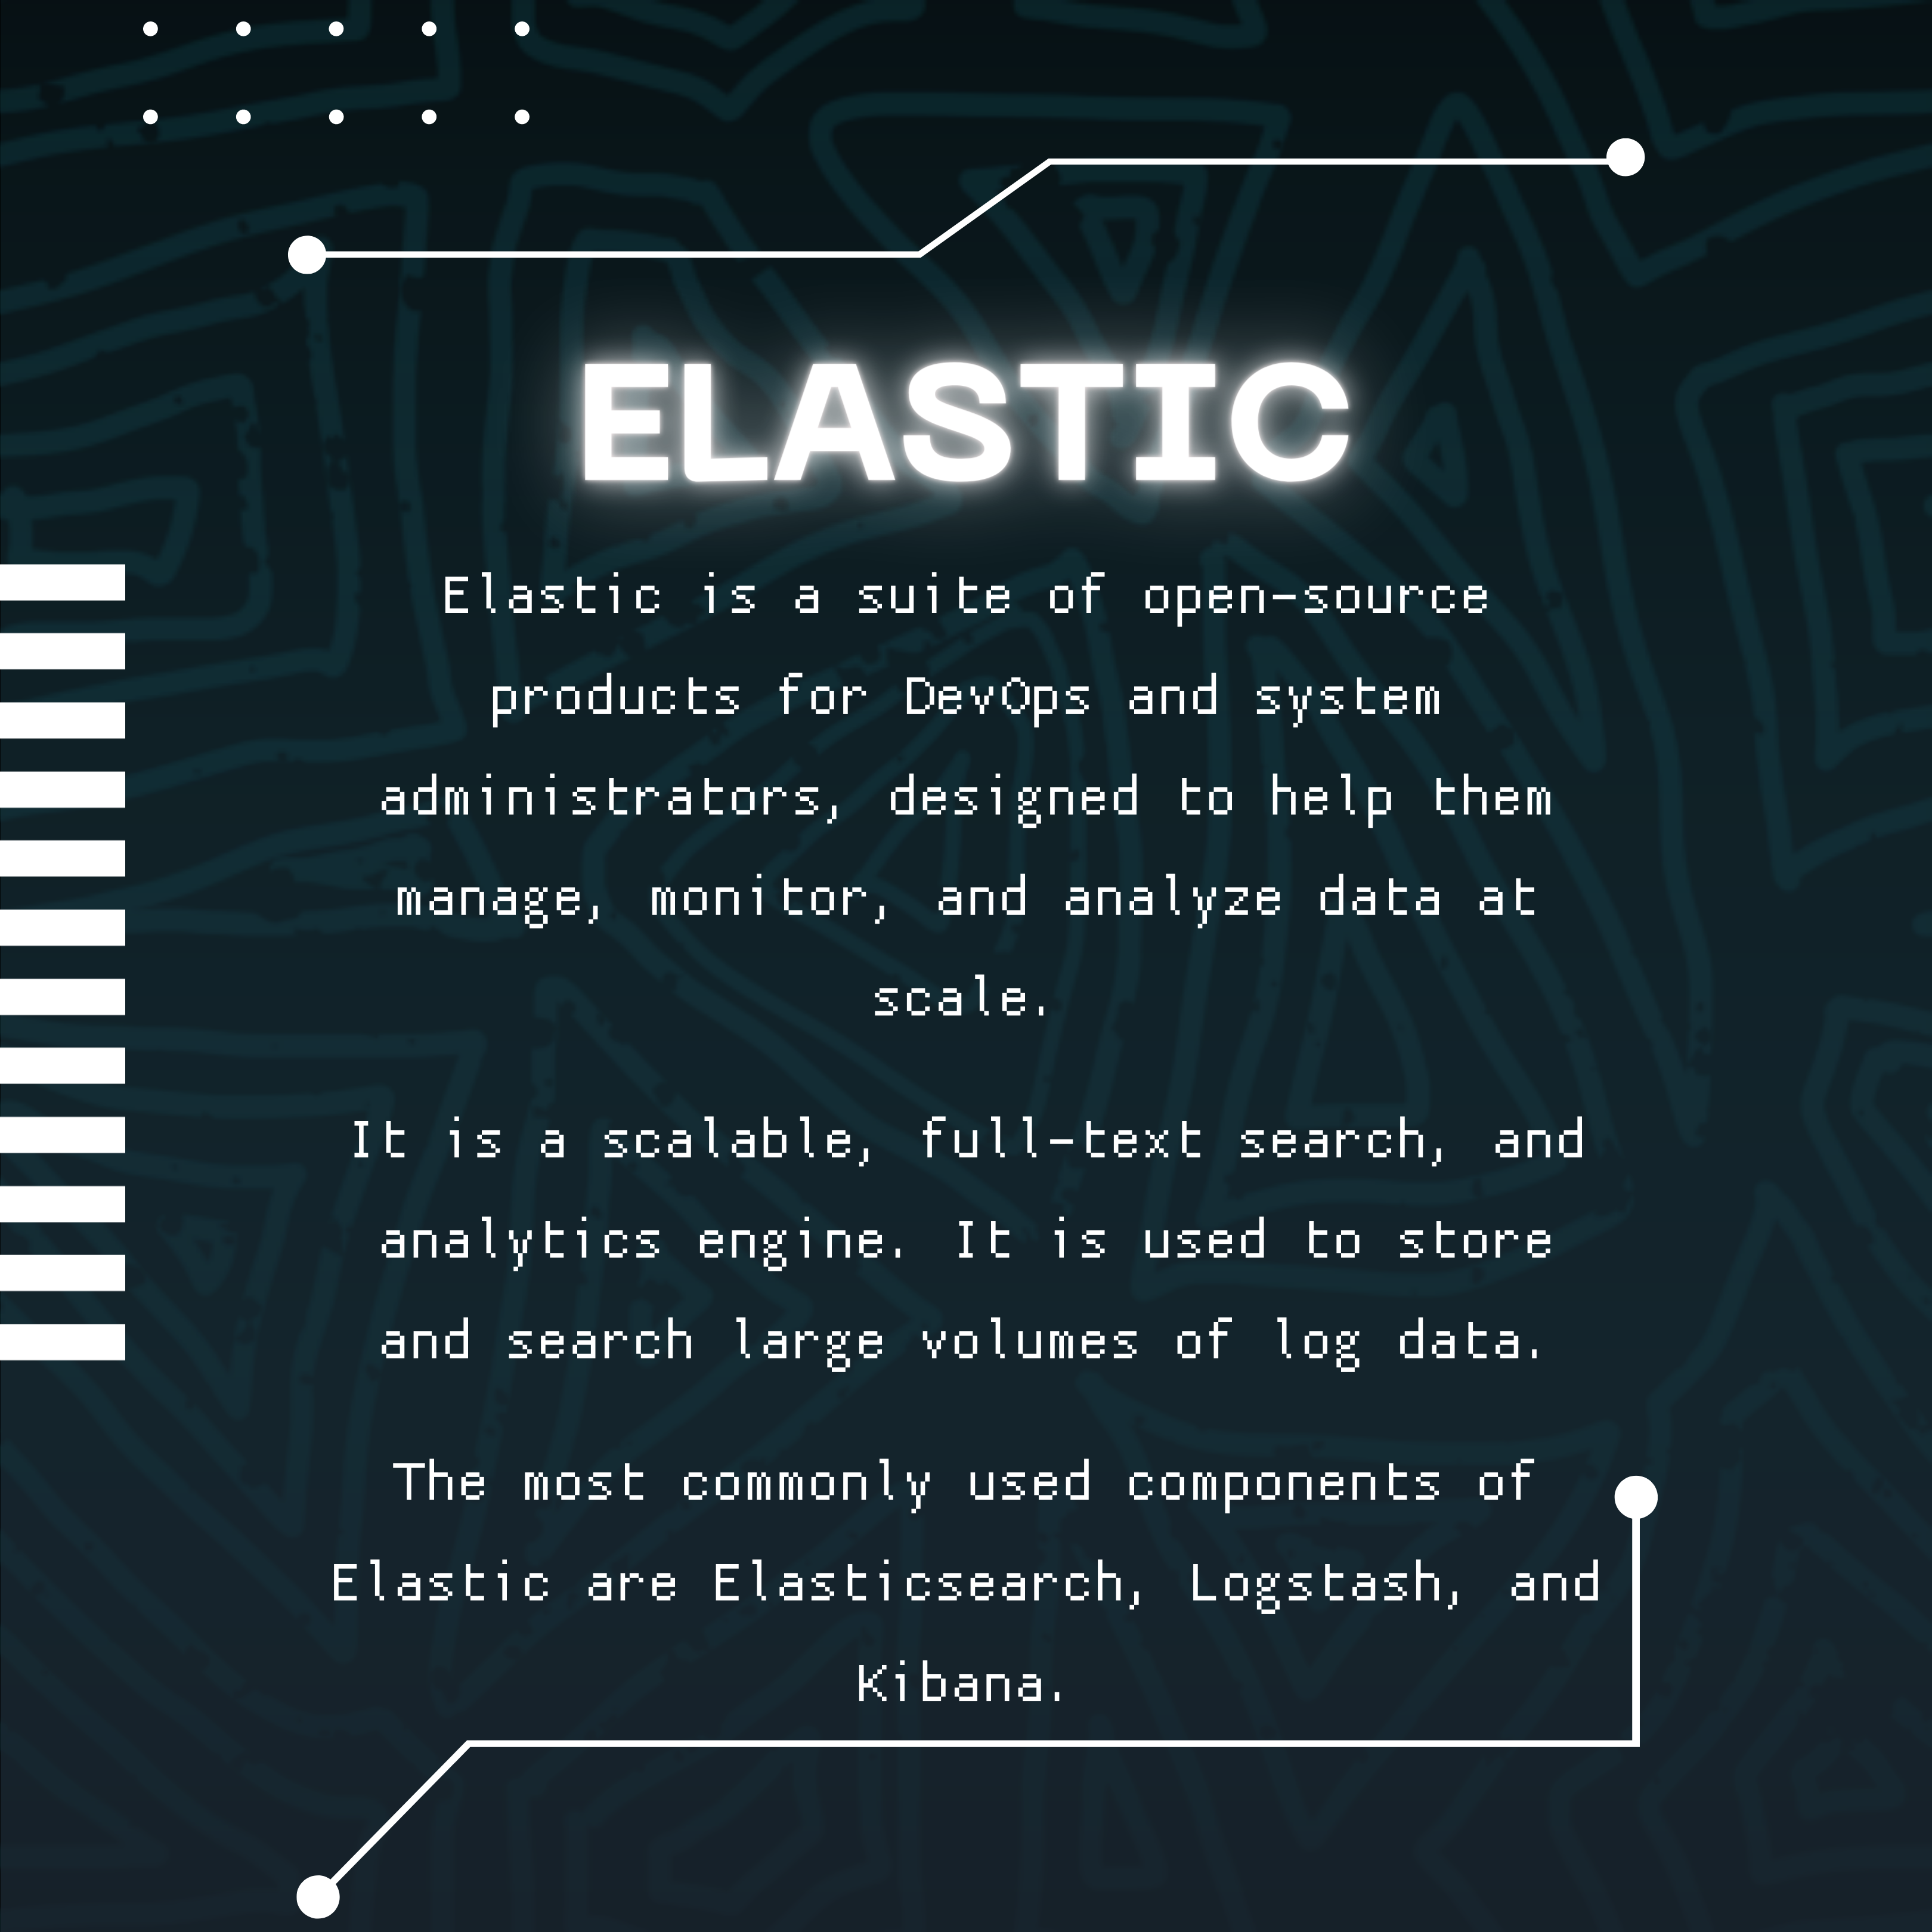 ELASTIC
Elastic is a suite of open-source
products for DevOps and system
administrators, designed to help them
manage, monitor, and analyze data at
scale.
It is a scalable, full-text search, and
analytics engine. It is used to store
and search large volumes of log data.
The most commonly used components of
Elastic are Elasticsearch, Logstash, and
Kibana.